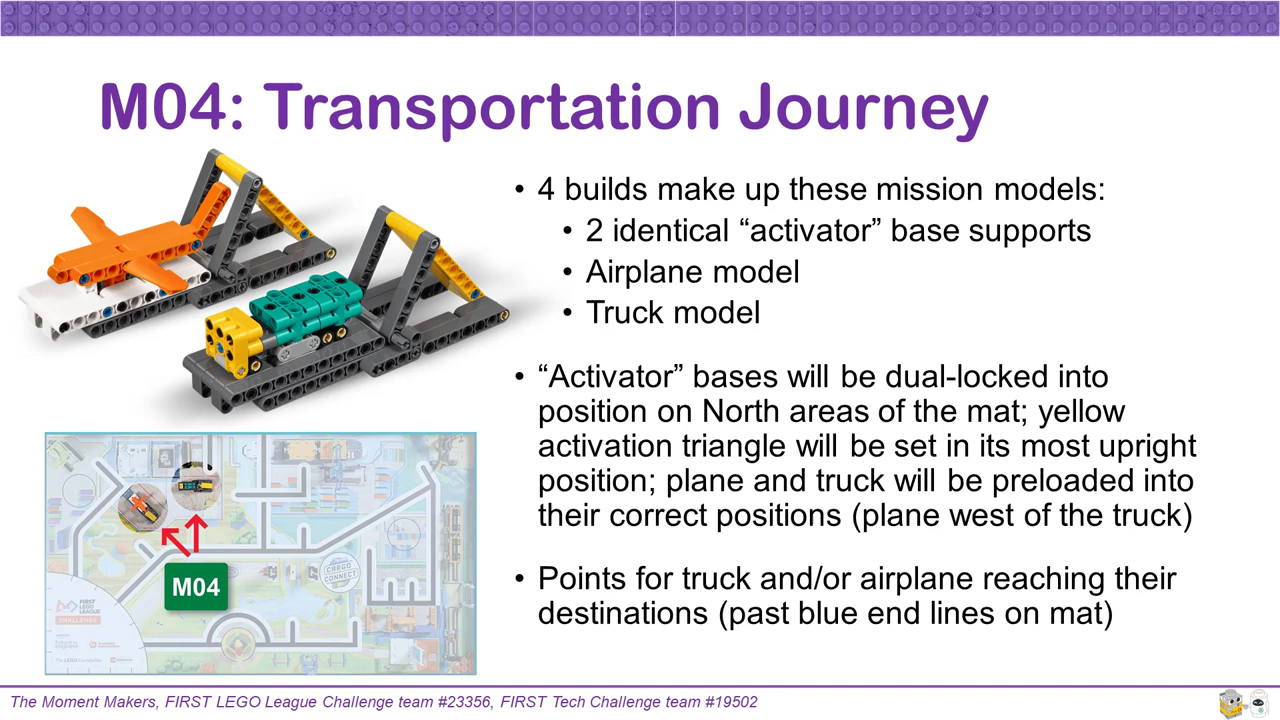 M04: Transportation Journey
• 4 builds make up these mission models:
• 2 identical “activator” base supports
• Airplane model
• Truck model
• “Activator” bases will be dual-locked into
position on North areas of the mat; yellow
activation triangle will be set in its most upright
position; plane and truck will be preloaded into
their correct positions (plane west of the truck)
• Points for truck and/or airplane reaching their
destinations (past blue end lines on mat)
CARGO
CONNECT
M04
FIRST
LEGO
LEAGUE
CHALLENGE
The Moment Makers, FIRST LEGO League Challenge team #23356, FIRST Tech Challenge team #19502